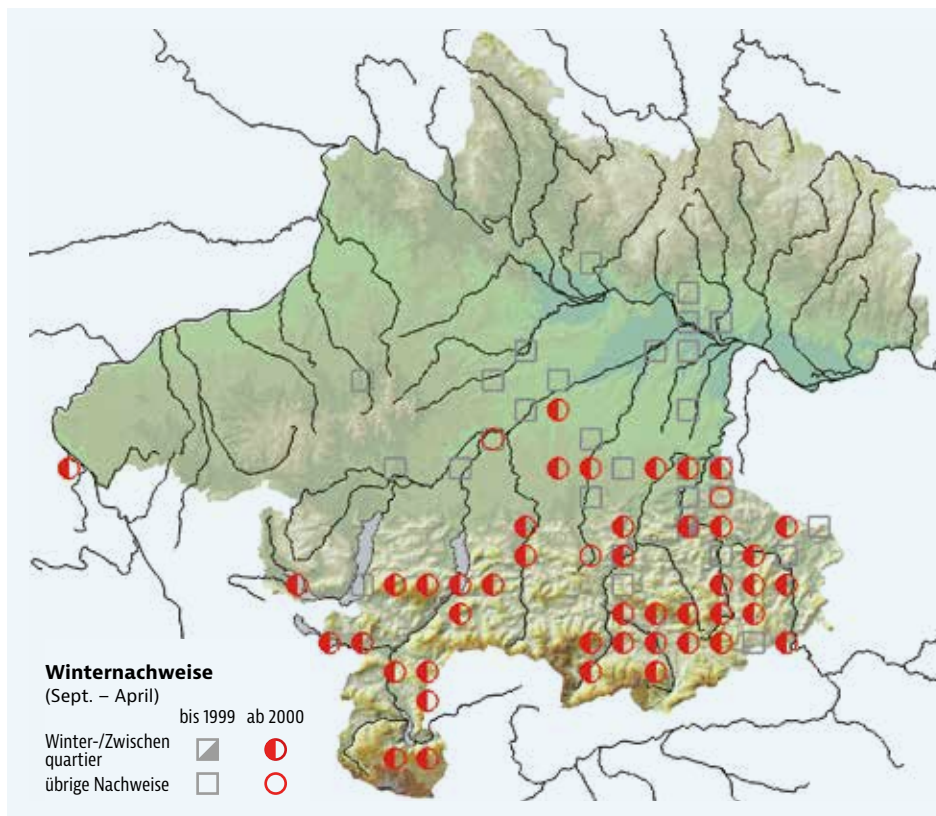 Winternachweise
(Sept. – April)
bis 1999 ab 2000
Winter-/Zwischen
quartier
übrige Nachweise